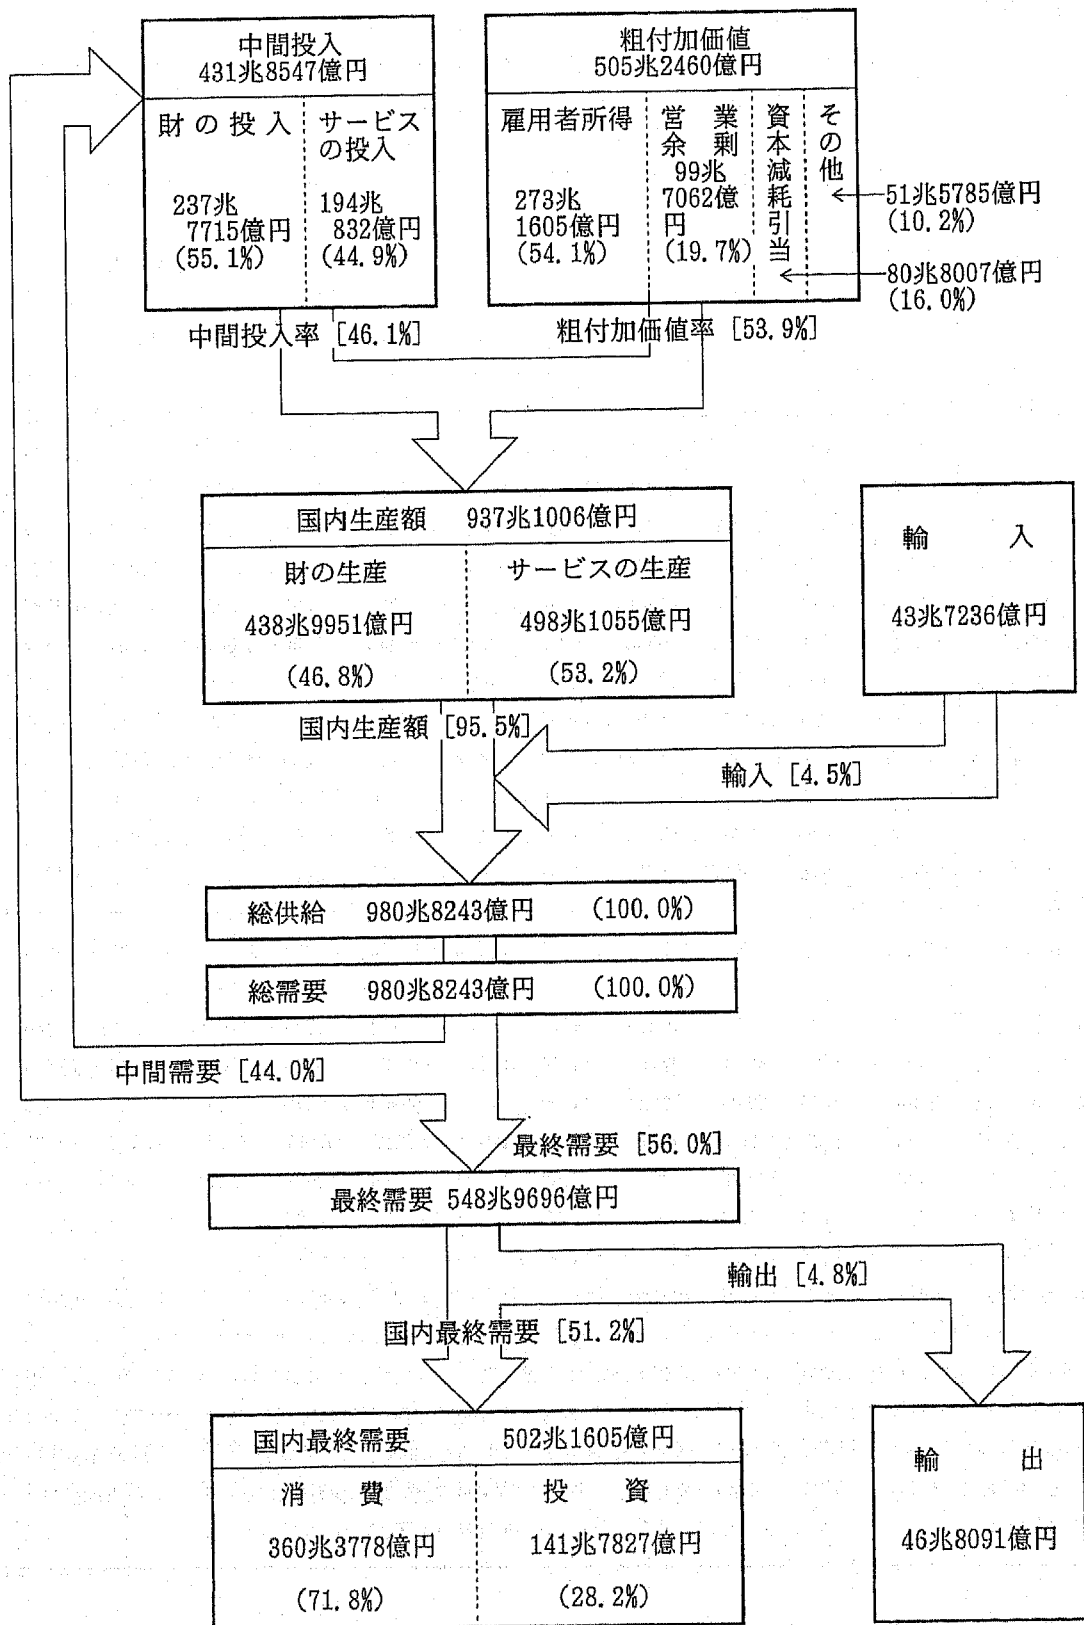 中間投入
431兆8547億円
財の投入
237兆
7715億円
(55.1%)
サービス
の投入
194兆
832億円
(44.9%)
粗付加価値
505兆2460億円
雇用者所得
273兆
1605億円
(54.1%)
営業
余剰
99兆
7062億
円
(19.7%)
資本減耗引当
その他
51兆5785億円
(10.2%)
80兆8007億円
(16.0%)
中間投入率 [46.1%]
粗付加価値率 [53.9%]
国内生産額 937兆1006億円
財の生産
438兆9951億円
(46.8%)
サービスの生産
498兆1055億円
(53.2%)
輸入
43兆7236億円
国内生産額 [95.5%]
輸入 [4.5%]
総供給 980兆8243億円 (100.0%)
総需要 980兆8243億円 (100.0%)
中間需要 [44.0%]
最終需要 [56.0%]
最終需要 548兆9696億円
輸出 [4.8%]
国内最終需要 [51.2%]
国内最終需要 502兆1605億円
消費
360兆3778億円
(71.8%)
投資
141兆7827億円
(28.2%)
輸出
46兆8091億円